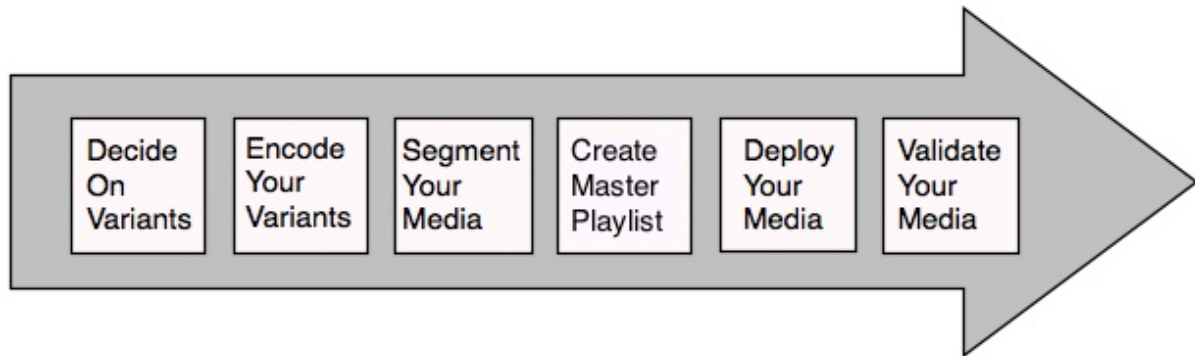 Decide
On
Variants
Encode
Your
Variants
Segment
Your
Media
Create
Master
Playlist
Deploy
Your
Media
Validate
Your
Media